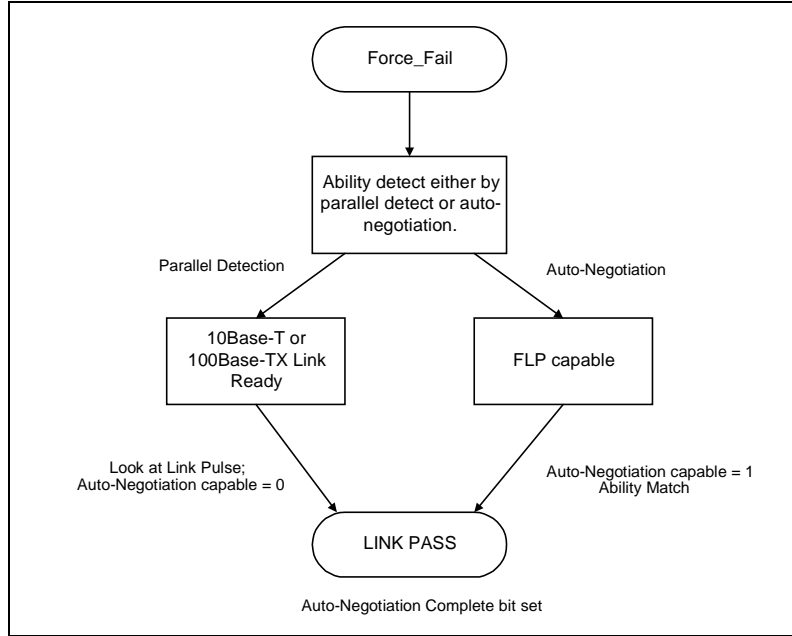 Force_Fail
Ability detect either by
parallel detect or auto-
negotiation.
Parallel Detection
Auto-Negotiation
10Base-T or
100Base-TX Link
Ready
FLP capable
Look at Link Pulse;
Auto-Negotiation capable = 0
Auto-Negotiation capable = 1
Ability Match
LINK PASS
Auto-Negotiation Complete bit set